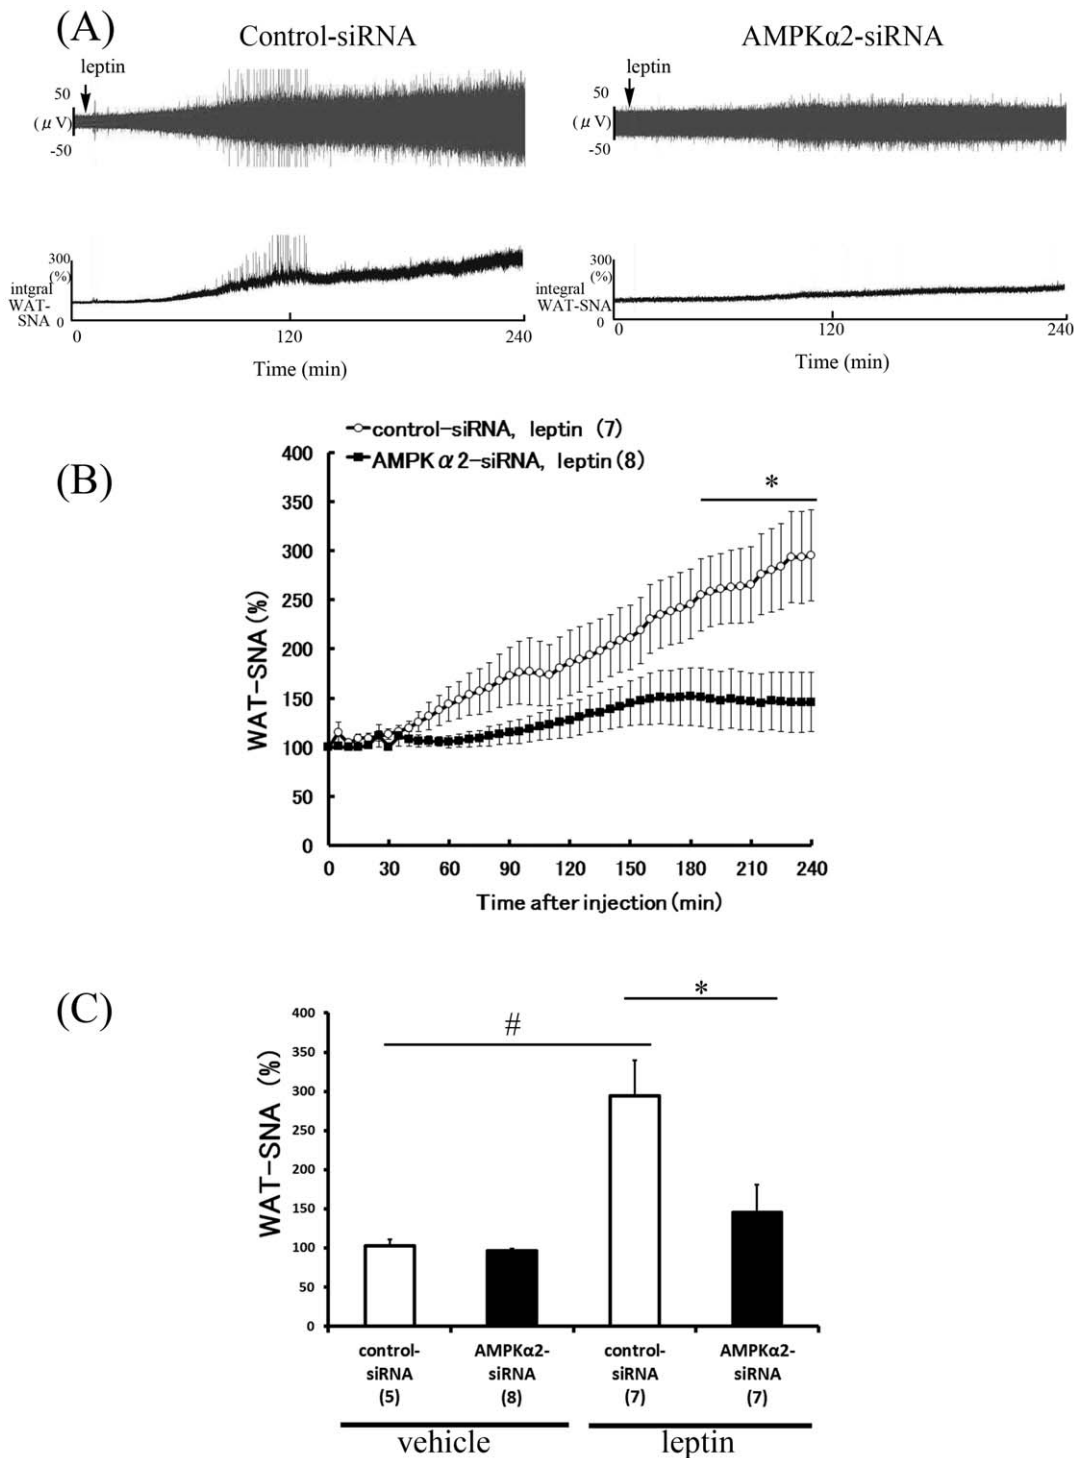 (A)
Control-siRNA
AMPKα2-siRNA
leptin
leptin
50
(μV)
-50
50
(μV)
-50
300
(%)
intgral
WAT-
SNA
0
0
120
240
Time (min)
300
(%)
integral
WAT-SNA
0
0
120
240
Time (min)
(B)
control-siRNA, leptin (7)
AMPKα2-siRNA, leptin (8)
*
WAT-SNA (%)
400
350
300
250
200
150
100
50
0
0 30 60 90 120 150 180 210 240
Time after injection (min)
(C)
*
#
WAT-SNA (%)
400
350
300
250
200
150
100
50
0
control-siRNA (5)
AMPKα2-siRNA (8)
control-siRNA (7)
AMPKα2-siRNA (7)
vehicle
leptin